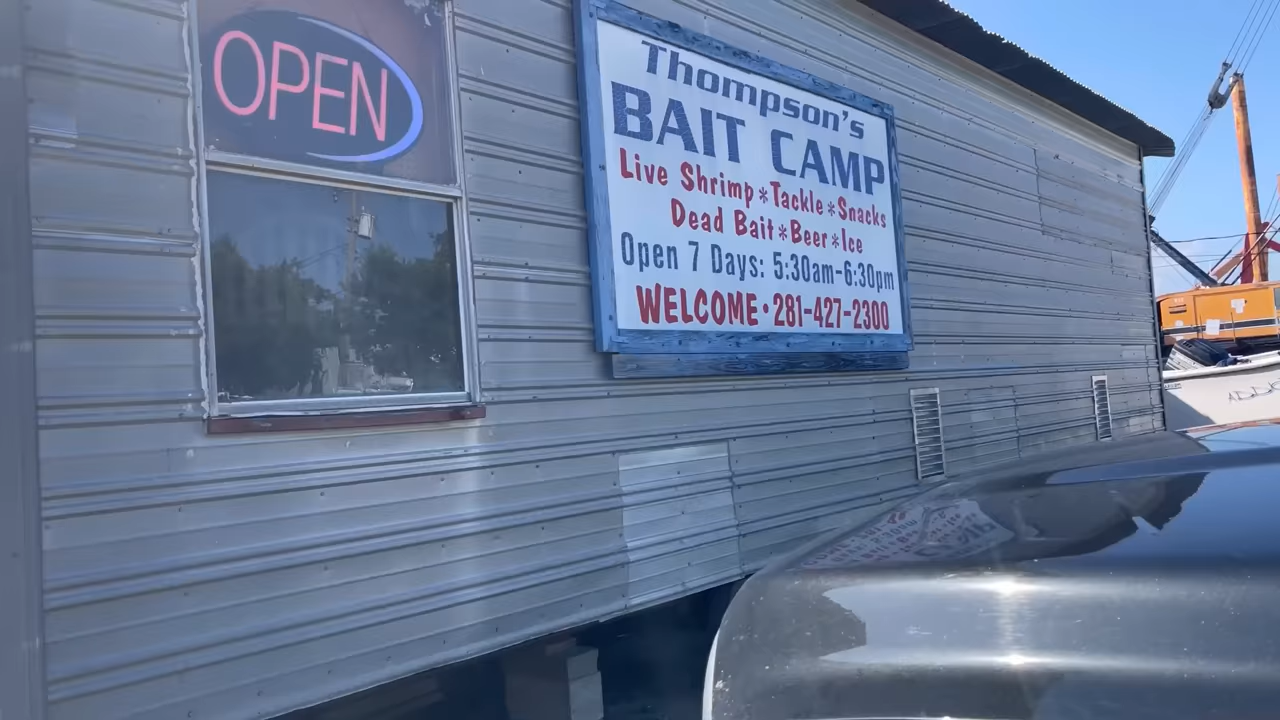 OPEN
Thompson's
BAIT CAMP
Live Shrimp*Tackle*Snacks
Dead Bait*Beer*Ice
Open 7 Days: 5:30am-6:30pm
WELCOME·281-427-2300